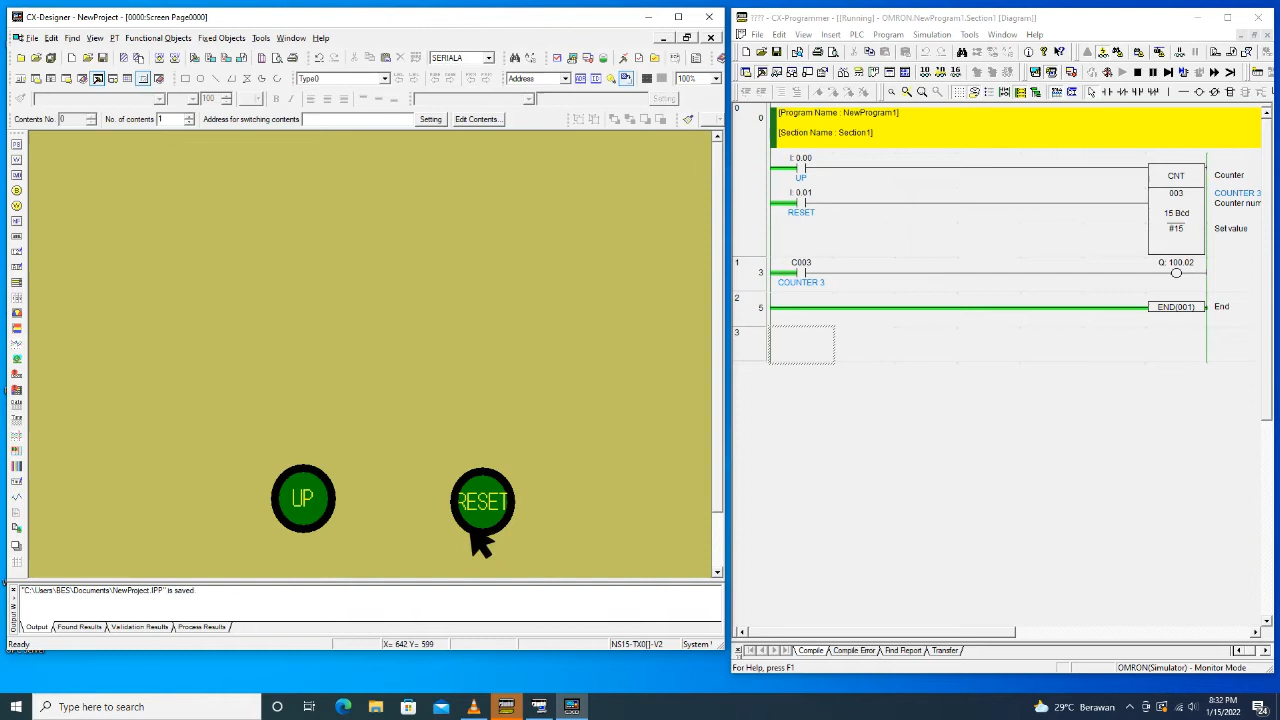 CX-Designer - NewProject - [0000:Screen Page0000]
File Edit Find View PT Functional Objects Fixed Objects Tools Window Help
SERIALA
Type0
Address
100%
100
Setting
Contents No. 0 No. of contents 1 Address for switching contents Setting Edit Contents...
UP
RESET
"C:\Users\BES\Documents\NewProject.IPP" is saved.
Output
Output Found Results Validation Results Process Results
Ready X= 642 Y= 599 NS15-TX0[]-V2 System
???? - CX-Programmer - [[Running] - OMRON.NewProgram1.Section1 [Diagram]]
File Edit View Insert PLC Program Simulation Tools Window Help
0
0
[Program Name : NewProgram1]
[Section Name : Section1]
I: 0.00
UP
CNT Counter
I: 0.01
RESET
003 COUNTER 3
Counter num
15 Bcd
#15 Set value
1
3
C003
COUNTER 3
Q: 100.02
2
5
END(001) End
3
Compile Compile Error Find Report Transfer
For Help, press F1 OMRON(Simulator) - Monitor Mode
Type here to search
29°C Berawan
8:32 PM
1/15/2022
24